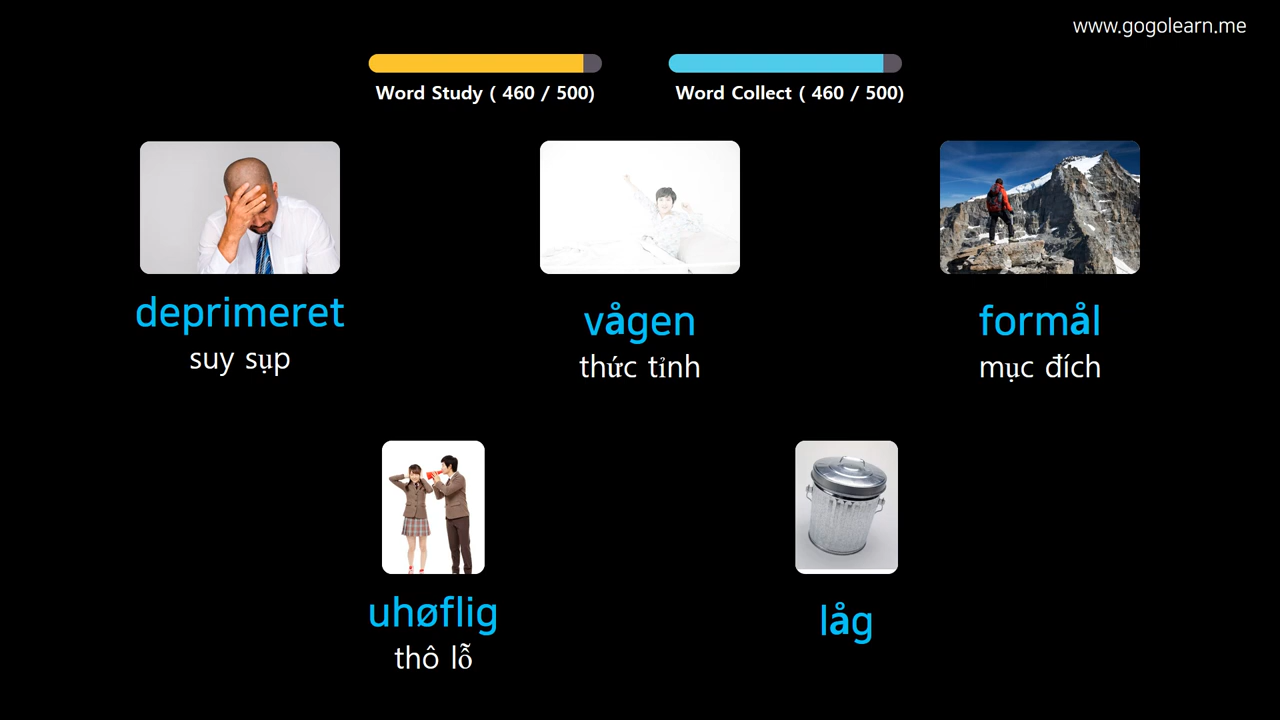 www.gogolearn.me
Word Study ( 460 / 500)
Word Collect ( 460 / 500)
deprimeret
suy sụp
vågen
thức tỉnh
formål
mục đích
uhøflig
thô lỗ
låg